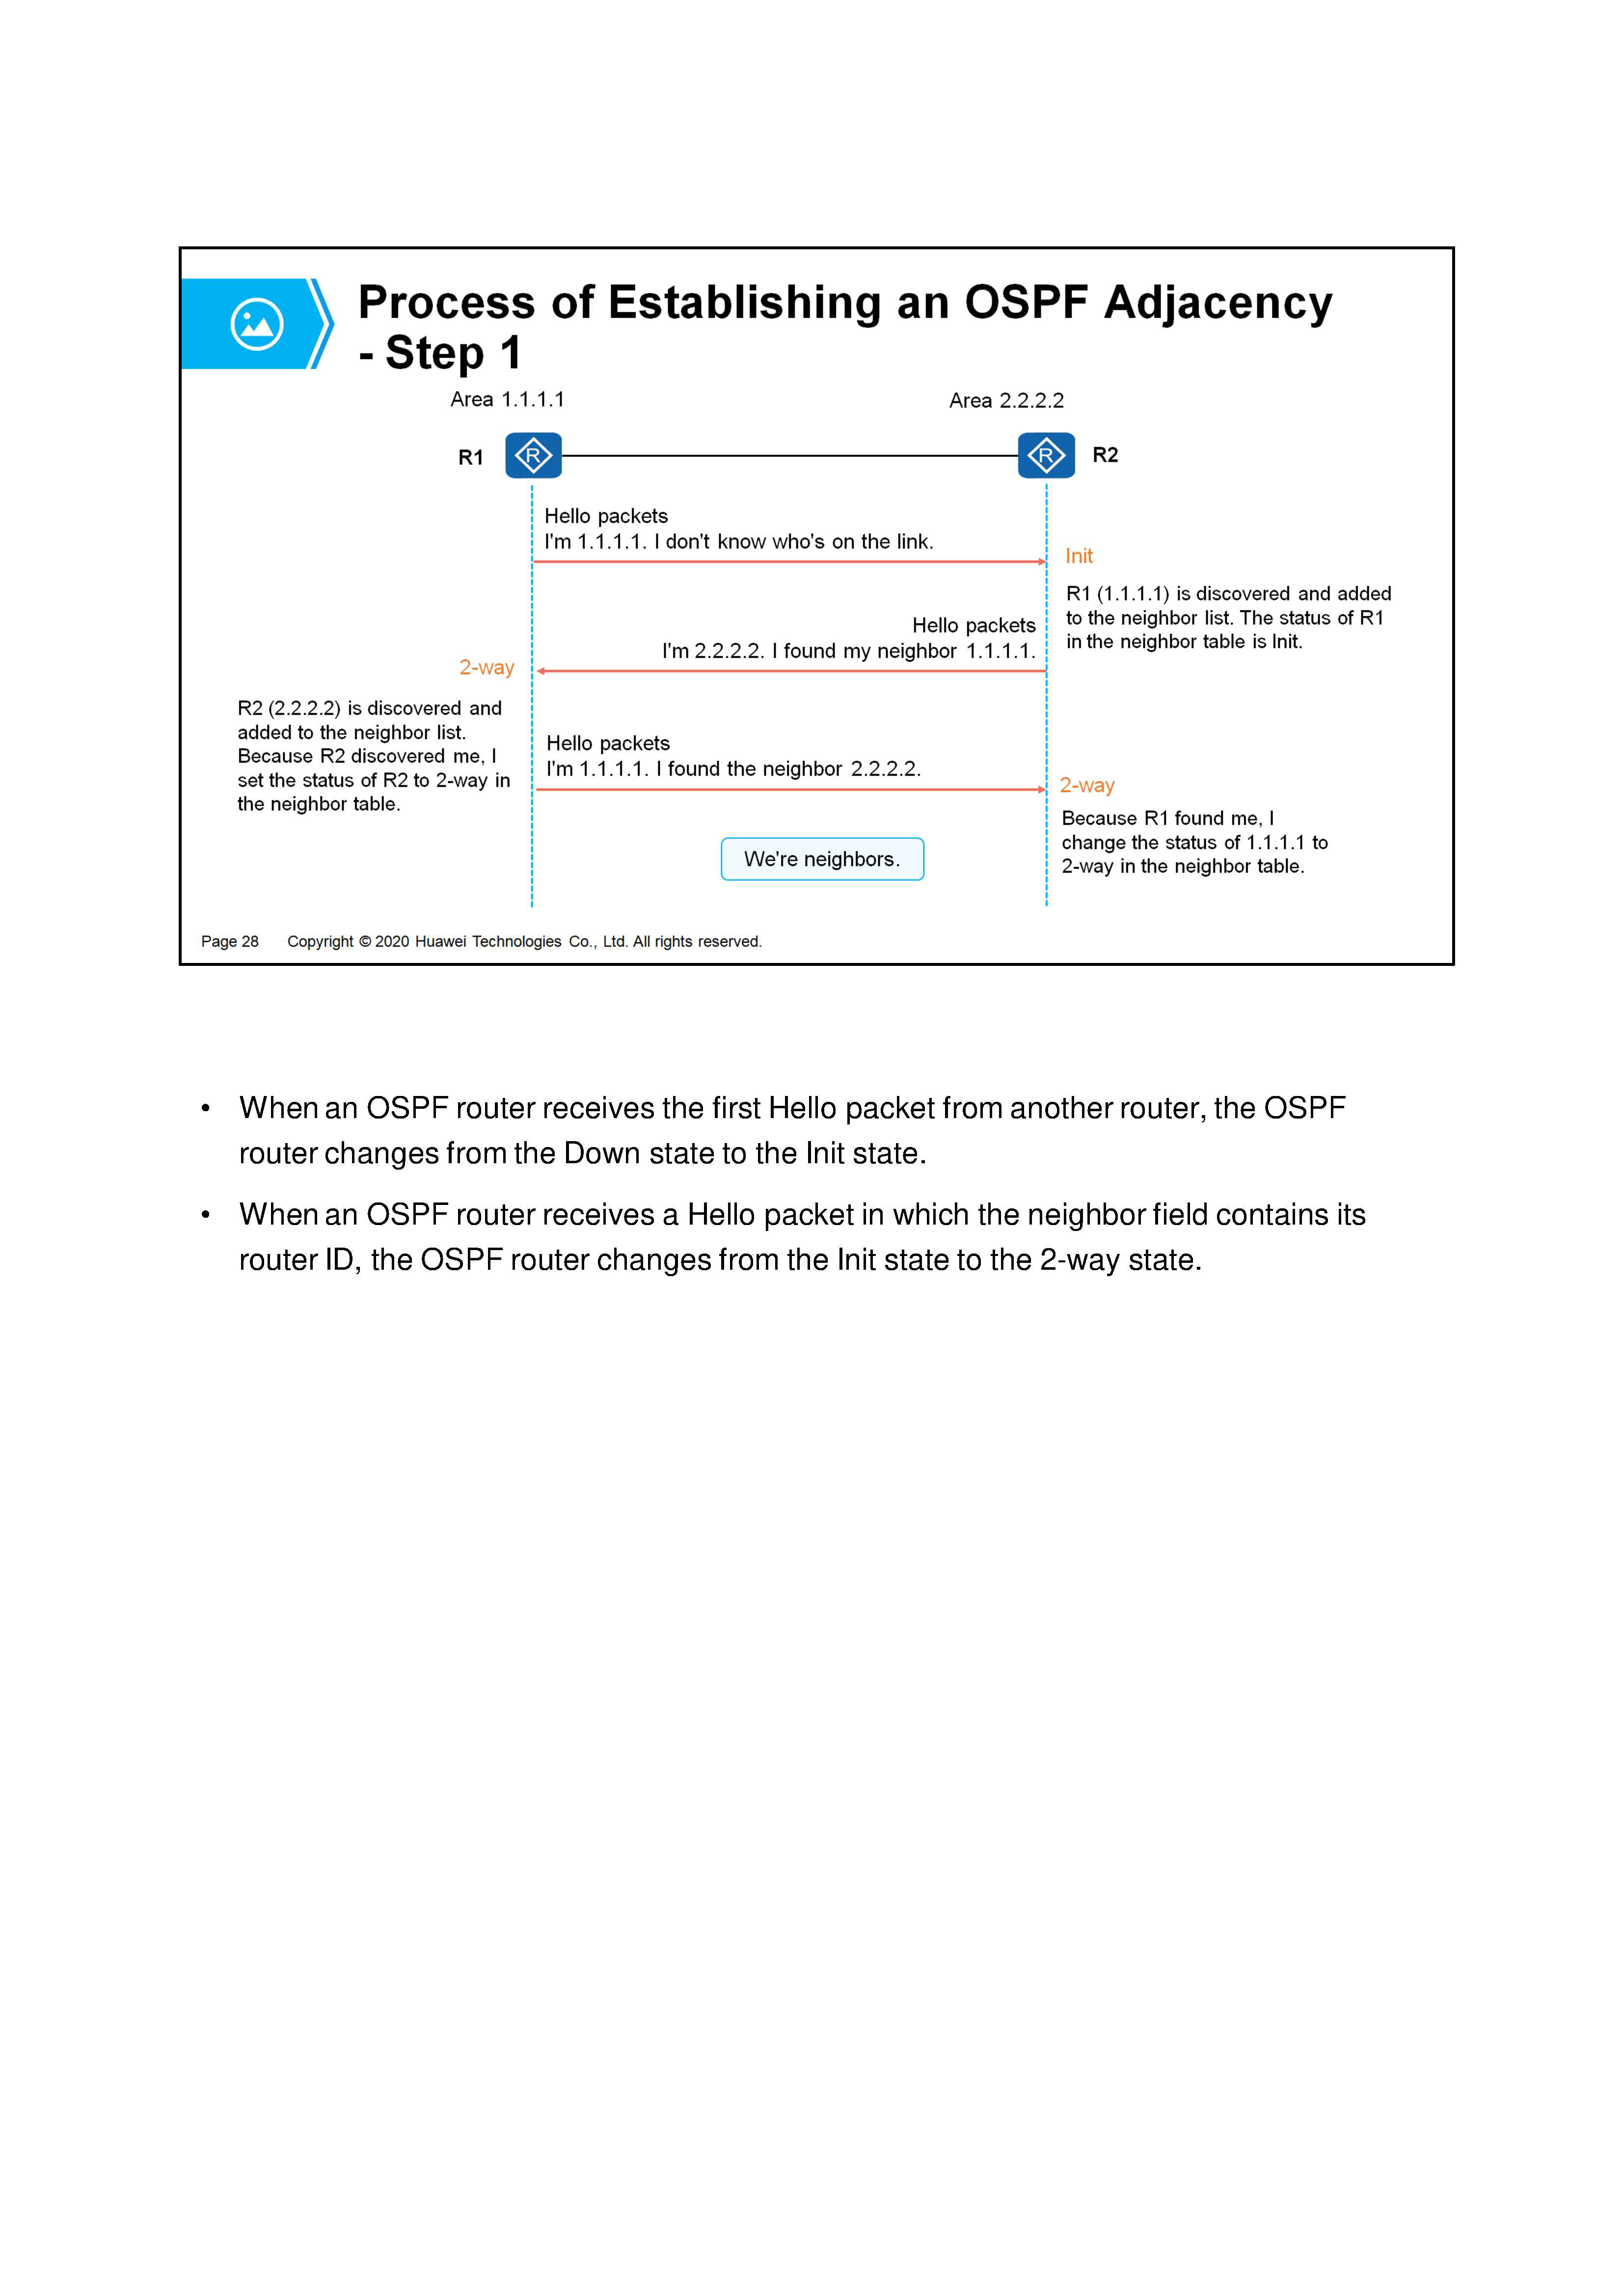 Process of Establishing an OSPF Adjacency
- Step 1
Area 1.1.1.1
Area 2.2.2.2
R1
R
R
R2
Hello packets
I'm 1.1.1.1. I don't know who's on the link.
Init
R1 (1.1.1.1) is discovered and added
to the neighbor list. The status of R1
in the neighbor table is Init.
Hello packets
I'm 2.2.2.2. I found my neighbor 1.1.1.1.
2-way
R2 (2.2.2.2) is discovered and
added to the neighbor list.
Because R2 discovered me, I
set the status of R2 to 2-way in
the neighbor table.
Hello packets
I'm 1.1.1.1. I found the neighbor 2.2.2.2.
2-way
Because R1 found me, I
change the status of 1.1.1.1 to
2-way in the neighbor table.
We're neighbors.
Page 28 Copyright © 2020 Huawei Technologies Co., Ltd. All rights reserved.
• When an OSPF router receives the first Hello packet from another router, the OSPF
router changes from the Down state to the Init state.
• When an OSPF router receives a Hello packet in which the neighbor field contains its
router ID, the OSPF router changes from the Init state to the 2-way state.